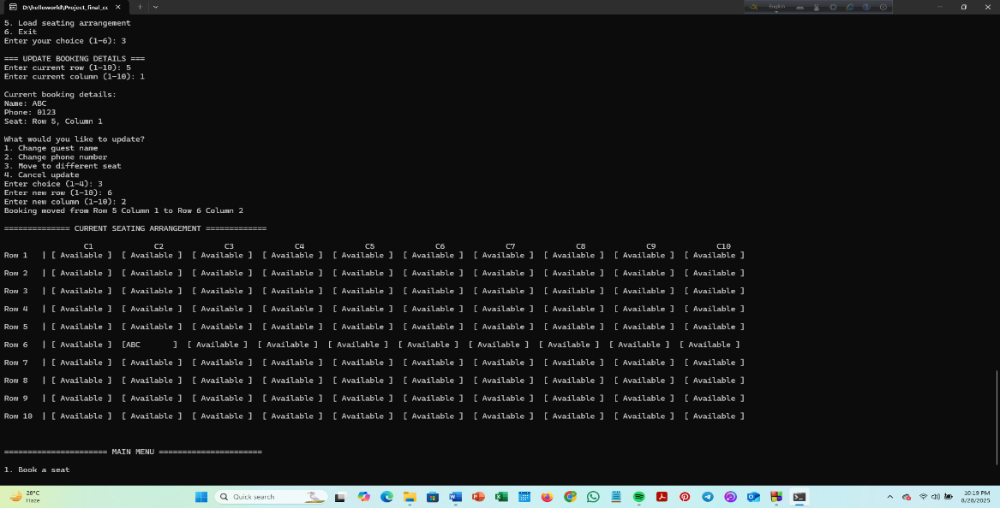 D:\helloworld\Project_final_cc
English
5. Load seating arrangement
6. Exit
Enter your choice (1-6): 3
=== UPDATE BOOKING DETAILS ===
Enter current row (1-10): 5
Enter current column (1-10): 1
Current booking details:
Name: ABC
Phone: 0123
Seat: Row 5, Column 1
What would you like to update?
1. Change guest name
2. Change phone number
3. Move to different seat
4. Cancel update
Enter choice (1-4): 3
Enter new row (1-10): 6
Enter new column (1-10): 2
Booking moved from Row 5 Column 1 to Row 6 Column 2
============== CURRENT SEATING ARRANGEMENT =============
C1 C2 C3 C4 C5 C6 C7 C8 C9 C10
Row 1 | [ Available ] [ Available ] [ Available ] [ Available ] [ Available ] [ Available ] [ Available ] [ Available ] [ Available ] [ Available ]
Row 2 | [ Available ] [ Available ] [ Available ] [ Available ] [ Available ] [ Available ] [ Available ] [ Available ] [ Available ] [ Available ]
Row 3 | [ Available ] [ Available ] [ Available ] [ Available ] [ Available ] [ Available ] [ Available ] [ Available ] [ Available ] [ Available ]
Row 4 | [ Available ] [ Available ] [ Available ] [ Available ] [ Available ] [ Available ] [ Available ] [ Available ] [ Available ] [ Available ]
Row 5 | [ Available ] [ Available ] [ Available ] [ Available ] [ Available ] [ Available ] [ Available ] [ Available ] [ Available ] [ Available ]
Row 6 | [ Available ] [ABC ] [ Available ] [ Available ] [ Available ] [ Available ] [ Available ] [ Available ] [ Available ] [ Available ]
Row 7 | [ Available ] [ Available ] [ Available ] [ Available ] [ Available ] [ Available ] [ Available ] [ Available ] [ Available ] [ Available ]
Row 8 | [ Available ] [ Available ] [ Available ] [ Available ] [ Available ] [ Available ] [ Available ] [ Available ] [ Available ] [ Available ]
Row 9 | [ Available ] [ Available ] [ Available ] [ Available ] [ Available ] [ Available ] [ Available ] [ Available ] [ Available ] [ Available ]
Row 10 | [ Available ] [ Available ] [ Available ] [ Available ] [ Available ] [ Available ] [ Available ] [ Available ] [ Available ] [ Available ]
====================== MAIN MENU ======================
1. Book a seat
28°C
Haze
Quick search
10:19 PM
8/28/2025